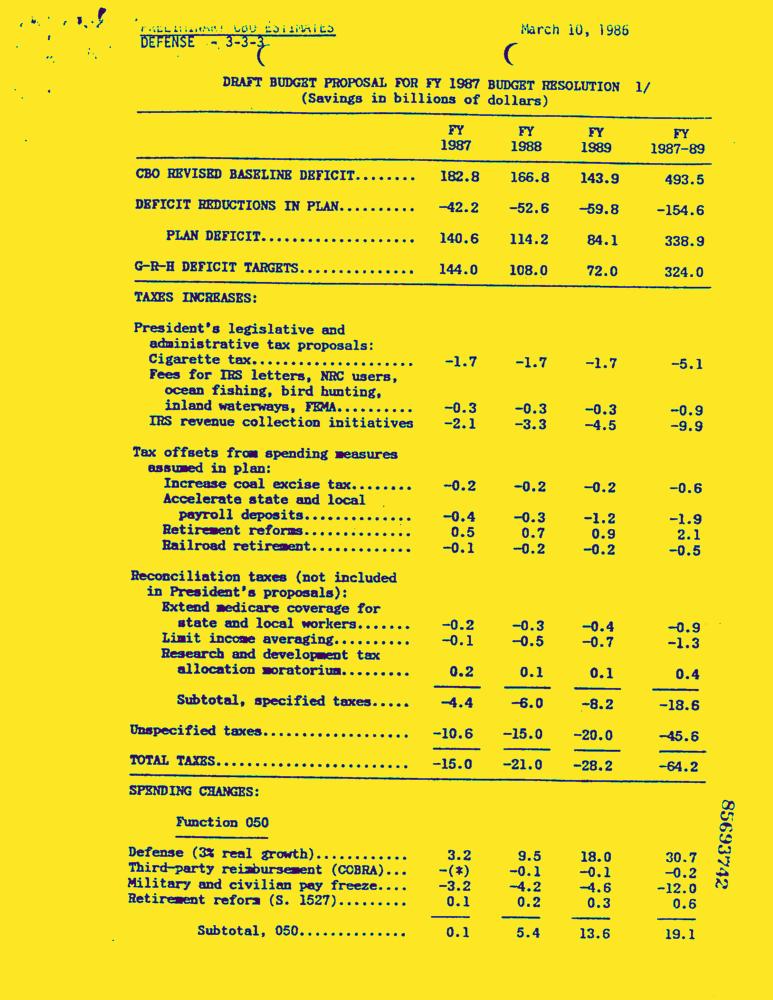 PRELIMINARY CBO ESTIMATES
March 10, 1986
DEFENSE - 3-3-3
DRAFT BUDGET PROPOSAL FOR FY 1987 BUDGET RESOLUTION 1/
(Savings in billions of dollars)
FY FY FY FY
1987 1988 1989 1987-89
CBO REVISED BASELINE DEFICIT........ 182.8 166.8 143.9 493.5
DEFICIT REDUCTIONS IN PLAN.......... -42.2 -52.6 -59.8 -154.6
PLAN DEFICIT.................... 140.6 114.2 84.1 338.9
G-R-H DEFICIT TARGETS............... 144.0 108.0 72.0 324.0
TAXES INCREASES:
President's legislative and
administrative tax proposals:
Cigarette tax..................... -1.7 -1.7 -1.7 -5.1
Fees for IRS letters, NRC users,
ocean fishing, bird hunting,
inland waterways, FEMA.......... -0.3 -0.3 -0.3 -0.9
IRS revenue collection initiatives -2.1 -3.3 -4.5 -9.9
Tax offsets from spending measures
assumed in plan:
Increase coal excise tax........ -0.2 -0.2 -0.2 -0.6
Accelerate state and local
payroll deposits.............. -0.4 -0.3 -1.2 -1.9
Retirement reforms.............. 0.5 0.7 0.9 2.1
Railroad retirement............. -0.1 -0.2 -0.2 -0.5
Reconciliation taxes (not included
in President's proposals):
Extend medicare coverage for
state and local workers....... -0.2 -0.3 -0.4 -0.9
Limit income averaging.......... -0.1 -0.5 -0.7 -1.3
Research and development tax
allocation moratorium......... 0.2 0.1 0.1 0.4
Subtotal, specified taxes..... -4.4 -6.0 -8.2 -18.6
Unspecified taxes................... -10.6 -15.0 -20.0 -45.6
TOTAL TAXES......................... -15.0 -21.0 -28.2 -64.2
SPENDING CHANGES:
Function 050
Defense (3% real growth)............ 3.2 9.5 18.0 30.7
Third-party reimbursement (COBRA)... -(*) -0.1 -0.1 -0.2
Military and civilian pay freeze.... -3.2 -4.2 -4.6 -12.0
Retirement reform (S. 1527)......... 0.1 0.2 0.3 0.6
Subtotal, 050.............. 0.1 5.4 13.6 19.1
85693742